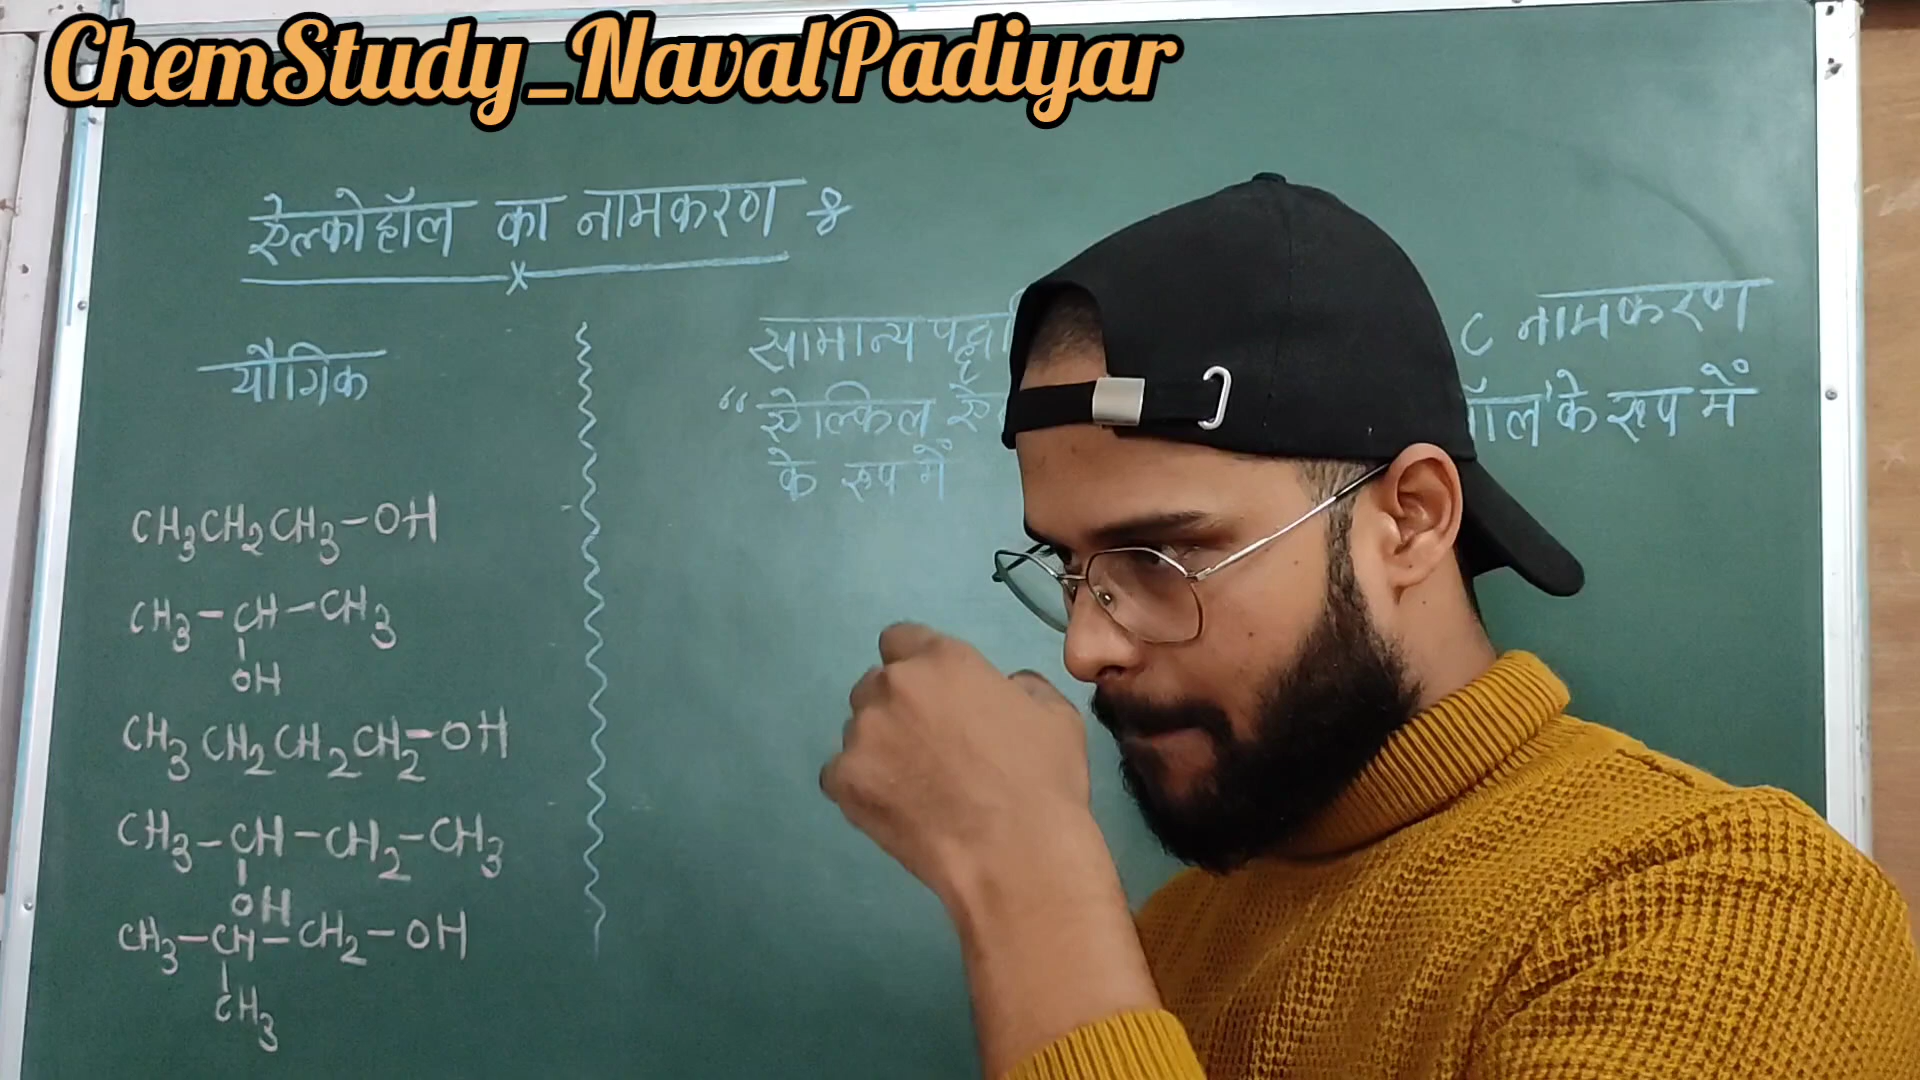 ChemStudy_NavalPadiyar
ऐल्कोहॉल का नामकरण :
यौगिक
सामान्य
C नामकरण
“ऐल्किल
के रूप में
के रूप में
CH3CH2CH3-OH
CH3-CH-CH3
OH
CH3CH2CH2CH2-OH
CH3-CH-CH2-CH3
OH
CH3-CH-CH2-OH
CH3